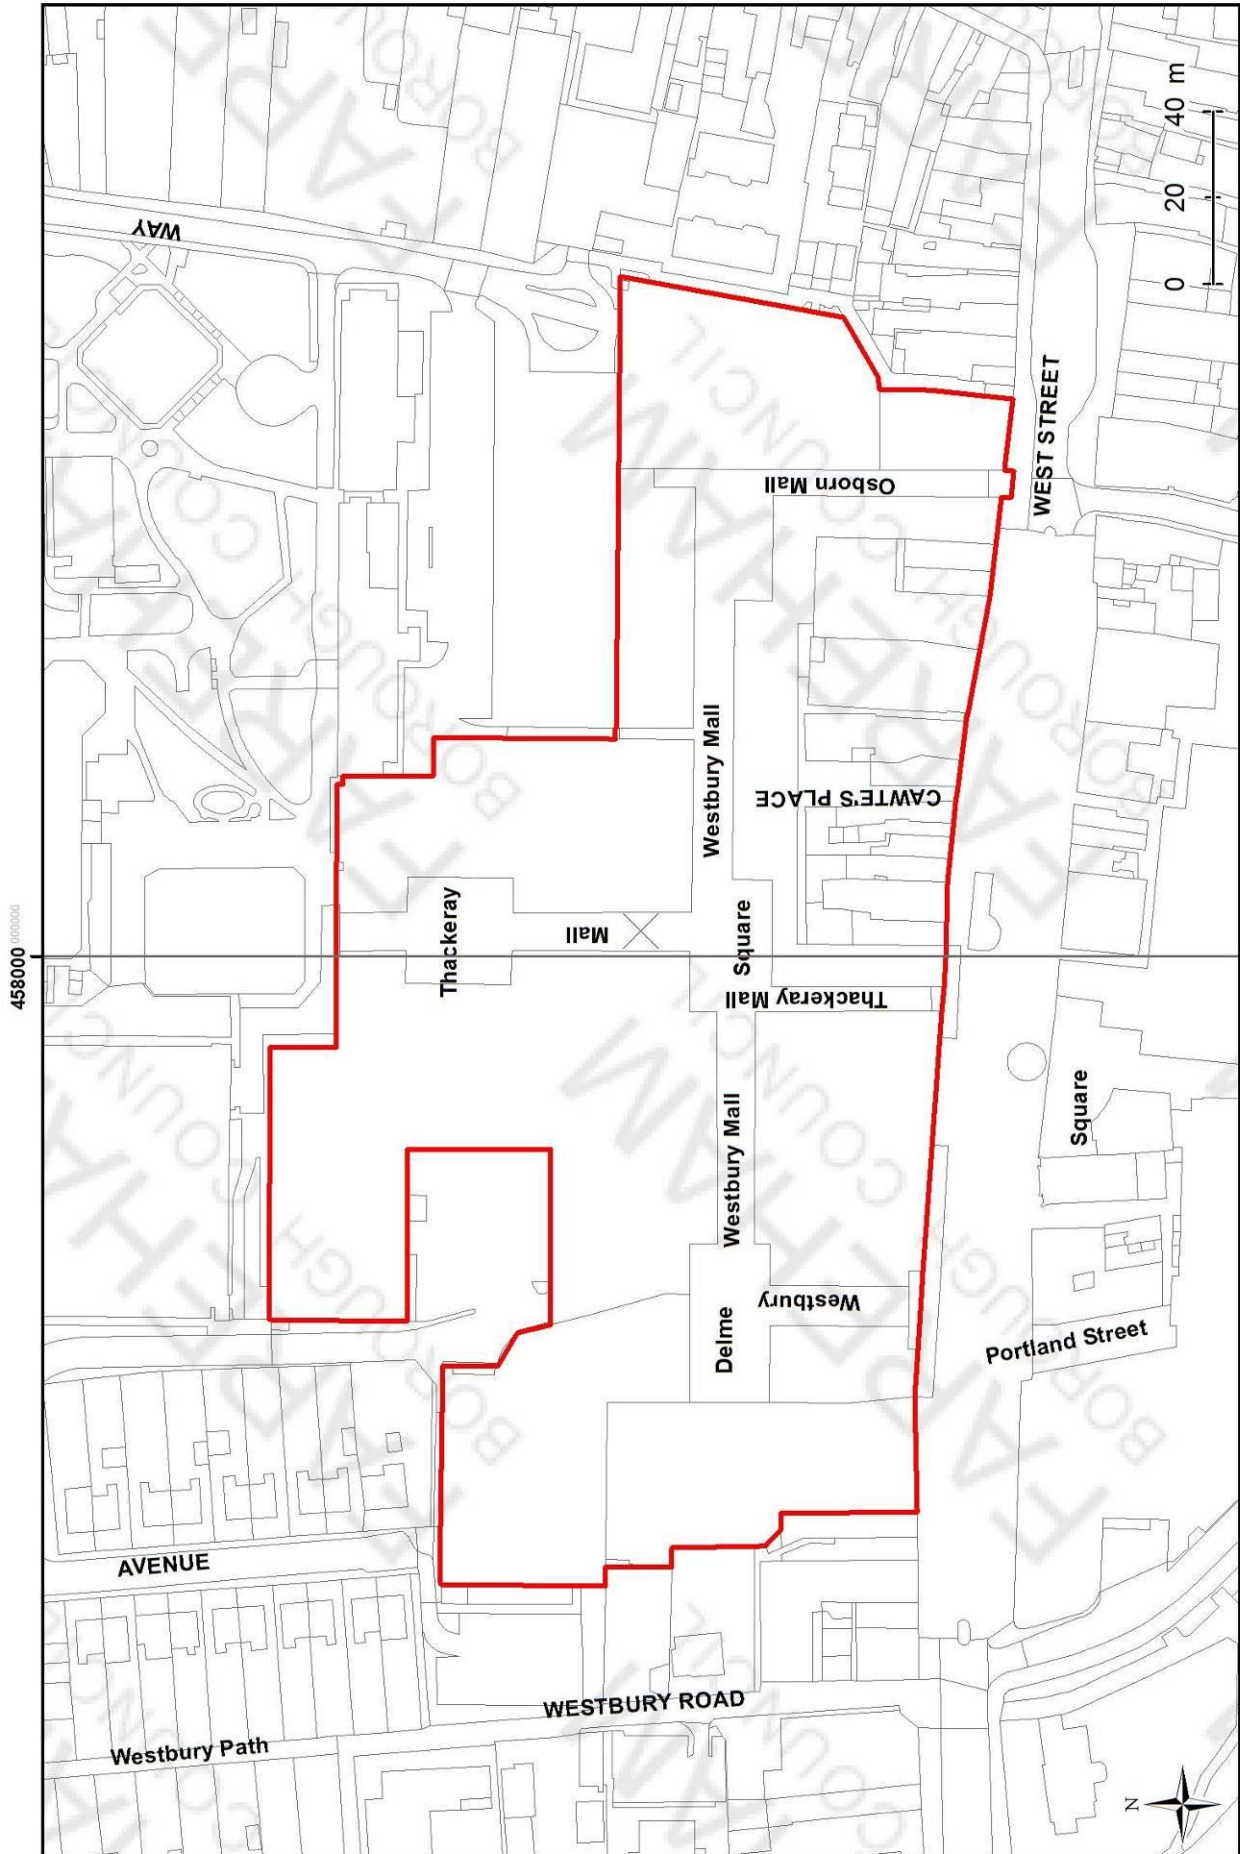 458000 000000
WAY
AVENUE
Westbury Path
WESTBURY ROAD
Thackeray
Mall
Square
Westbury Mall
Osborn Mall
CAWTE'S PLACE
Thackeray Mall
Westbury Mall
Delme
Westbury
WEST STREET
Square
Portland Street
0 20 40 m
N
FAREHAM
BOROUGH COUNCIL